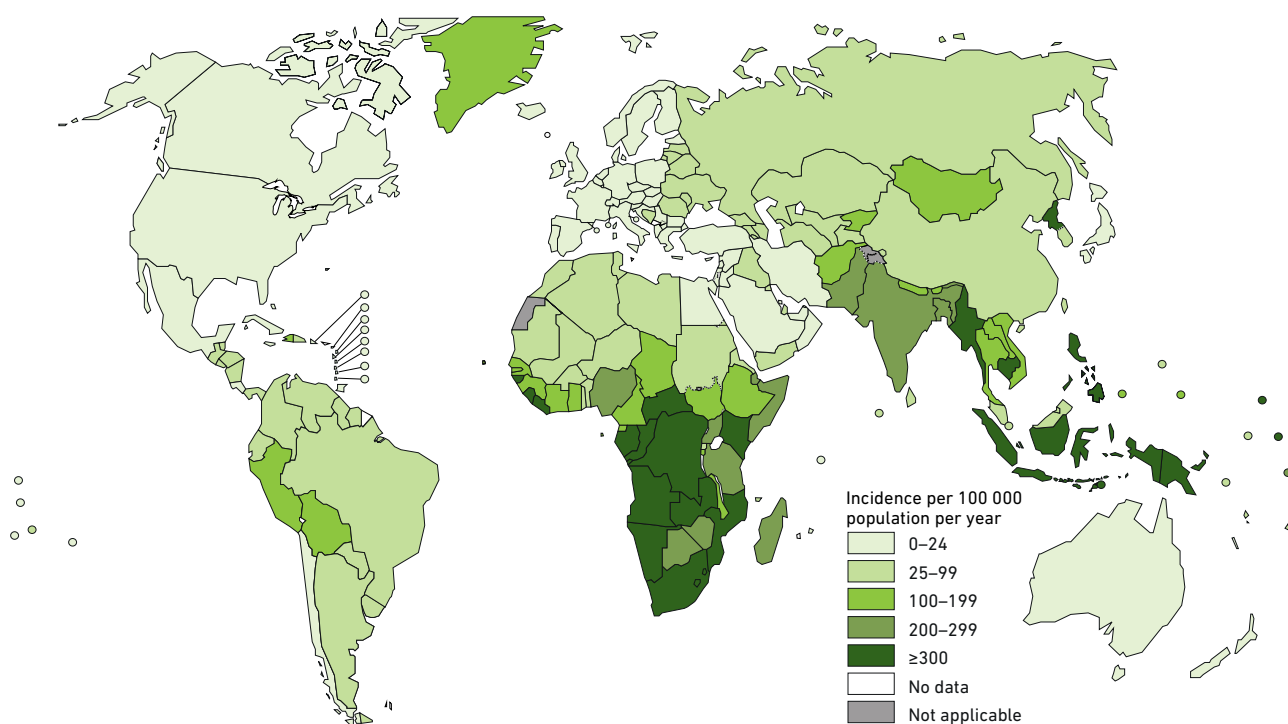 Incidence per 100 000
population per year
0–24
25–99
100–199
200–299
≥300
No data
Not applicable